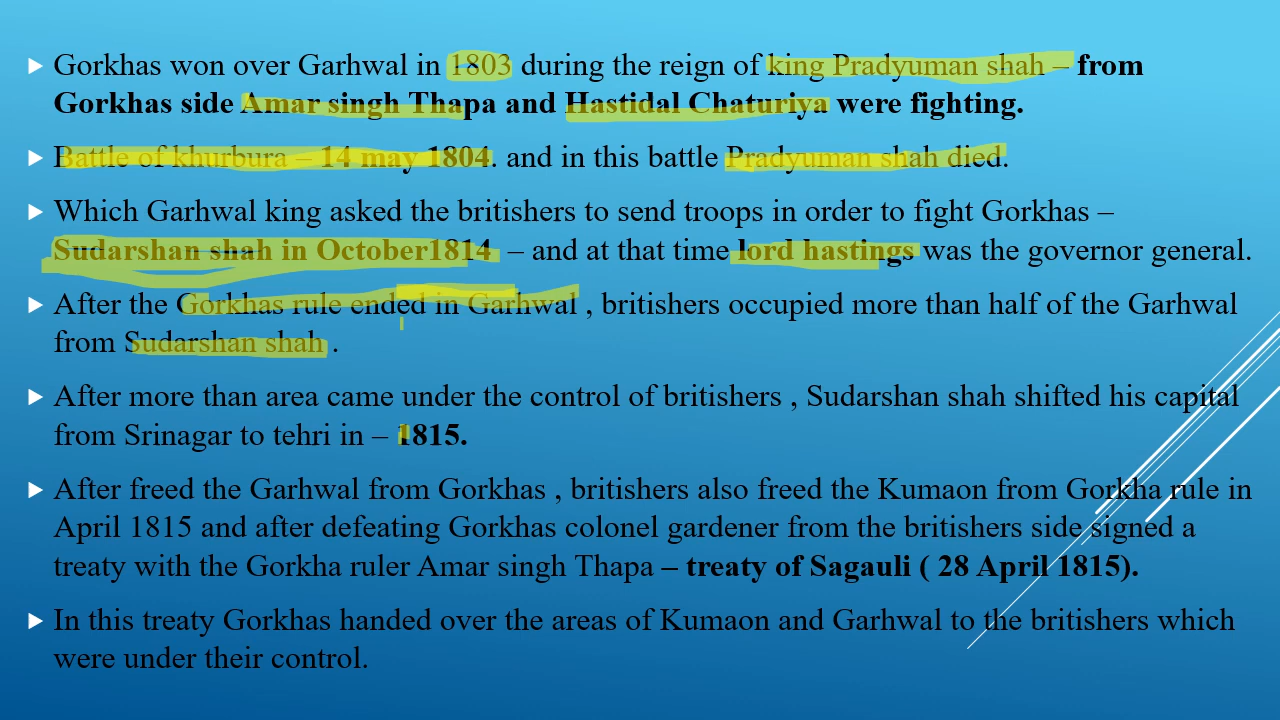 Gorkhas won over Garhwal in 1803 during the reign of king Pradyuman shah – from
Gorkhas side Amar singh Thapa and Hastidal Chaturiya were fighting.
Battle of khurbura – 14 may 1804. and in this battle Pradyuman shah died.
Which Garhwal king asked the britishers to send troops in order to fight Gorkhas –
Sudarshan shah in October1814 – and at that time lord hastings was the governor general.
After the Gorkhas rule ended in Garhwal , britishers occupied more than half of the Garhwal
from Sudarshan shah .
After more than area came under the control of britishers , Sudarshan shah shifted his capital
from Srinagar to tehri in – 1815.
After freed the Garhwal from Gorkhas , britishers also freed the Kumaon from Gorkha rule in
April 1815 and after defeating Gorkhas colonel gardener from the britishers side signed a
treaty with the Gorkha ruler Amar singh Thapa – treaty of Sagauli ( 28 April 1815).
In this treaty Gorkhas handed over the areas of Kumaon and Garhwal to the britishers which
were under their control.